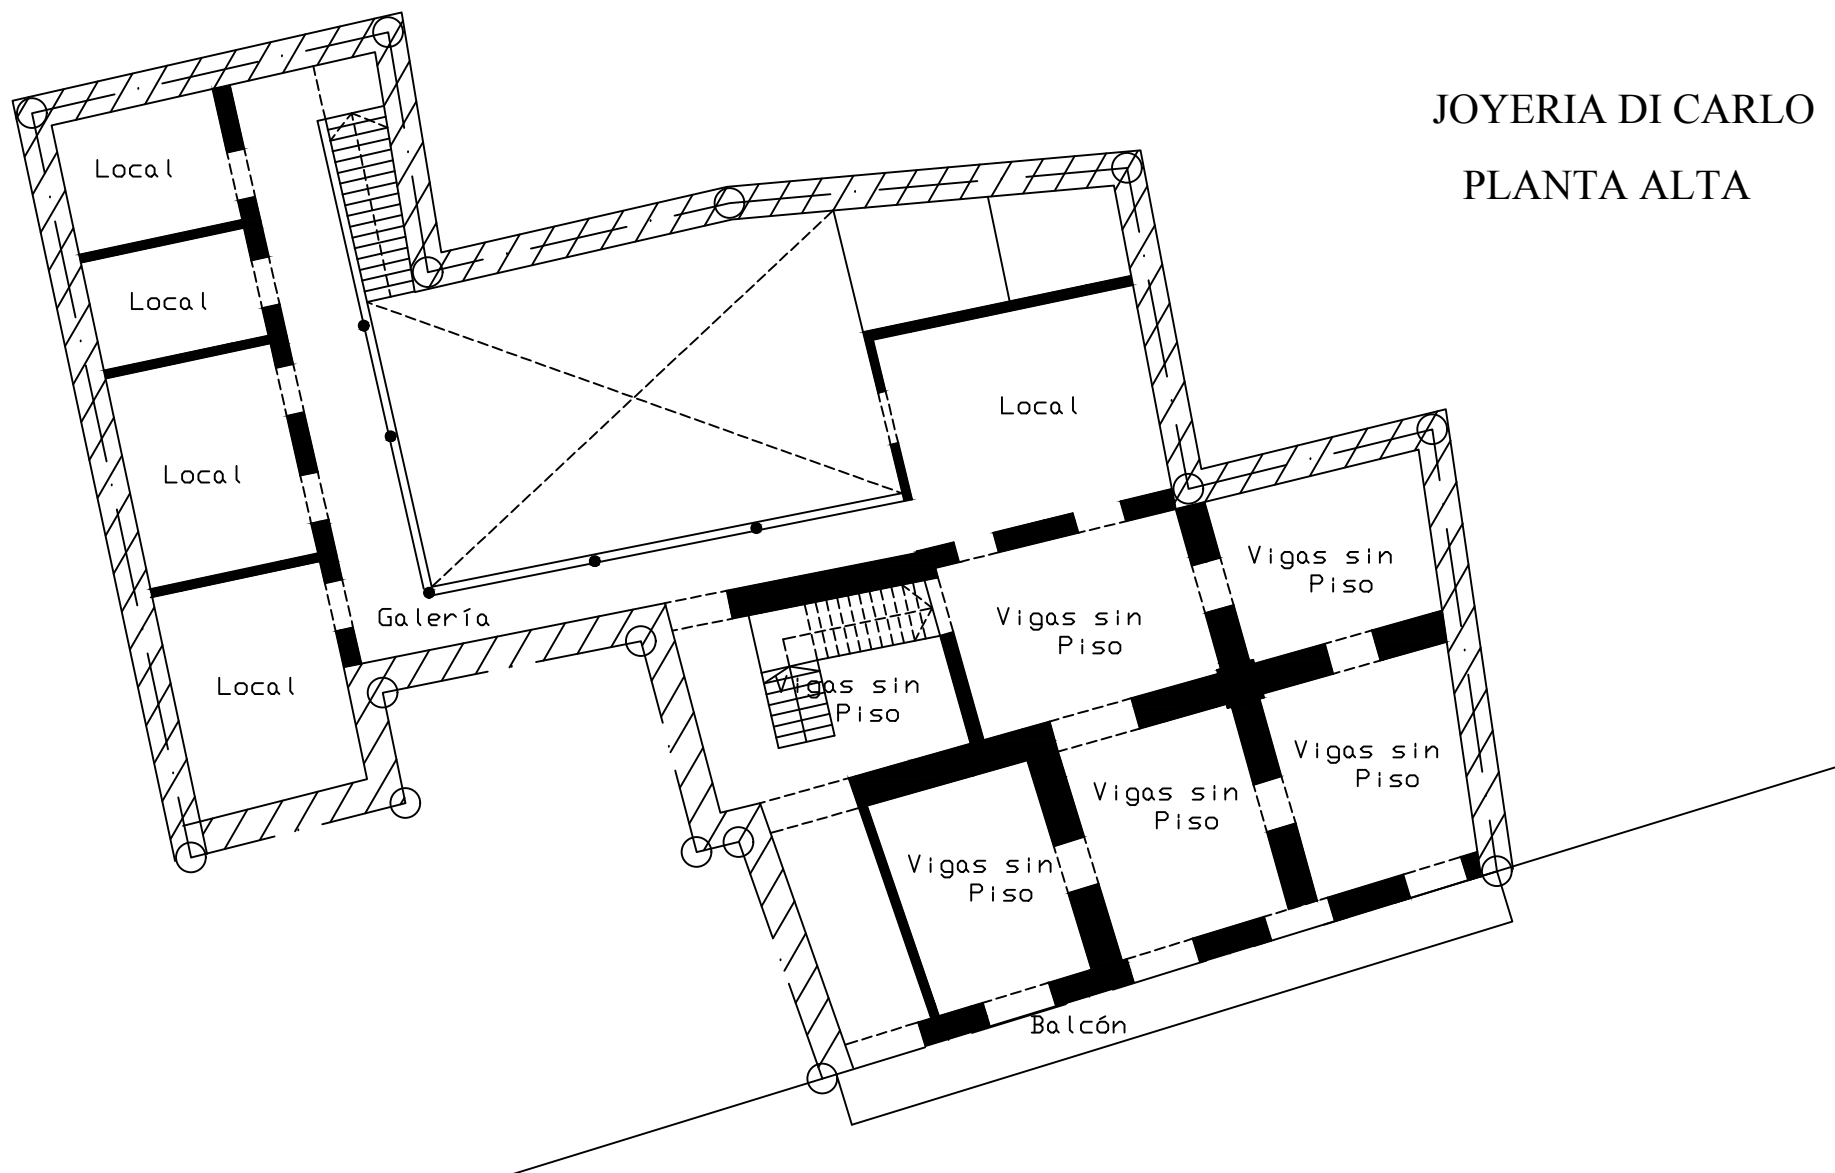 JOYERIA DI CARLO
PLANTA ALTA
Local
Local
Local
Local
Local
Galería
Vigas sin
Piso
Vigas sin
Piso
Vigas sin
Piso
Vigas sin
Piso
Vigas sin
Piso
Vigas sin
Piso
Balcón